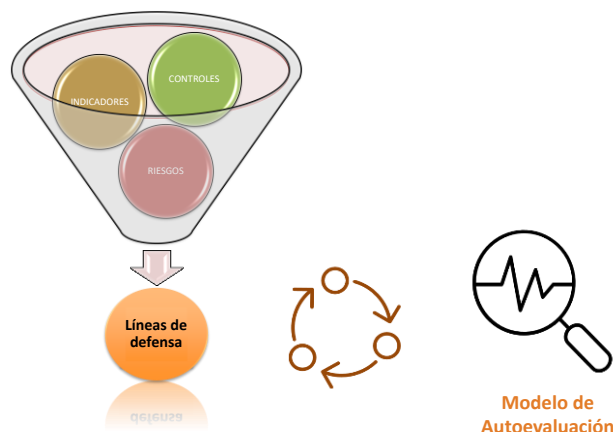 CONTROLES
INDICADORES
RIESGOS
Líneas de
defensa
Modelo de
Autoevaluación